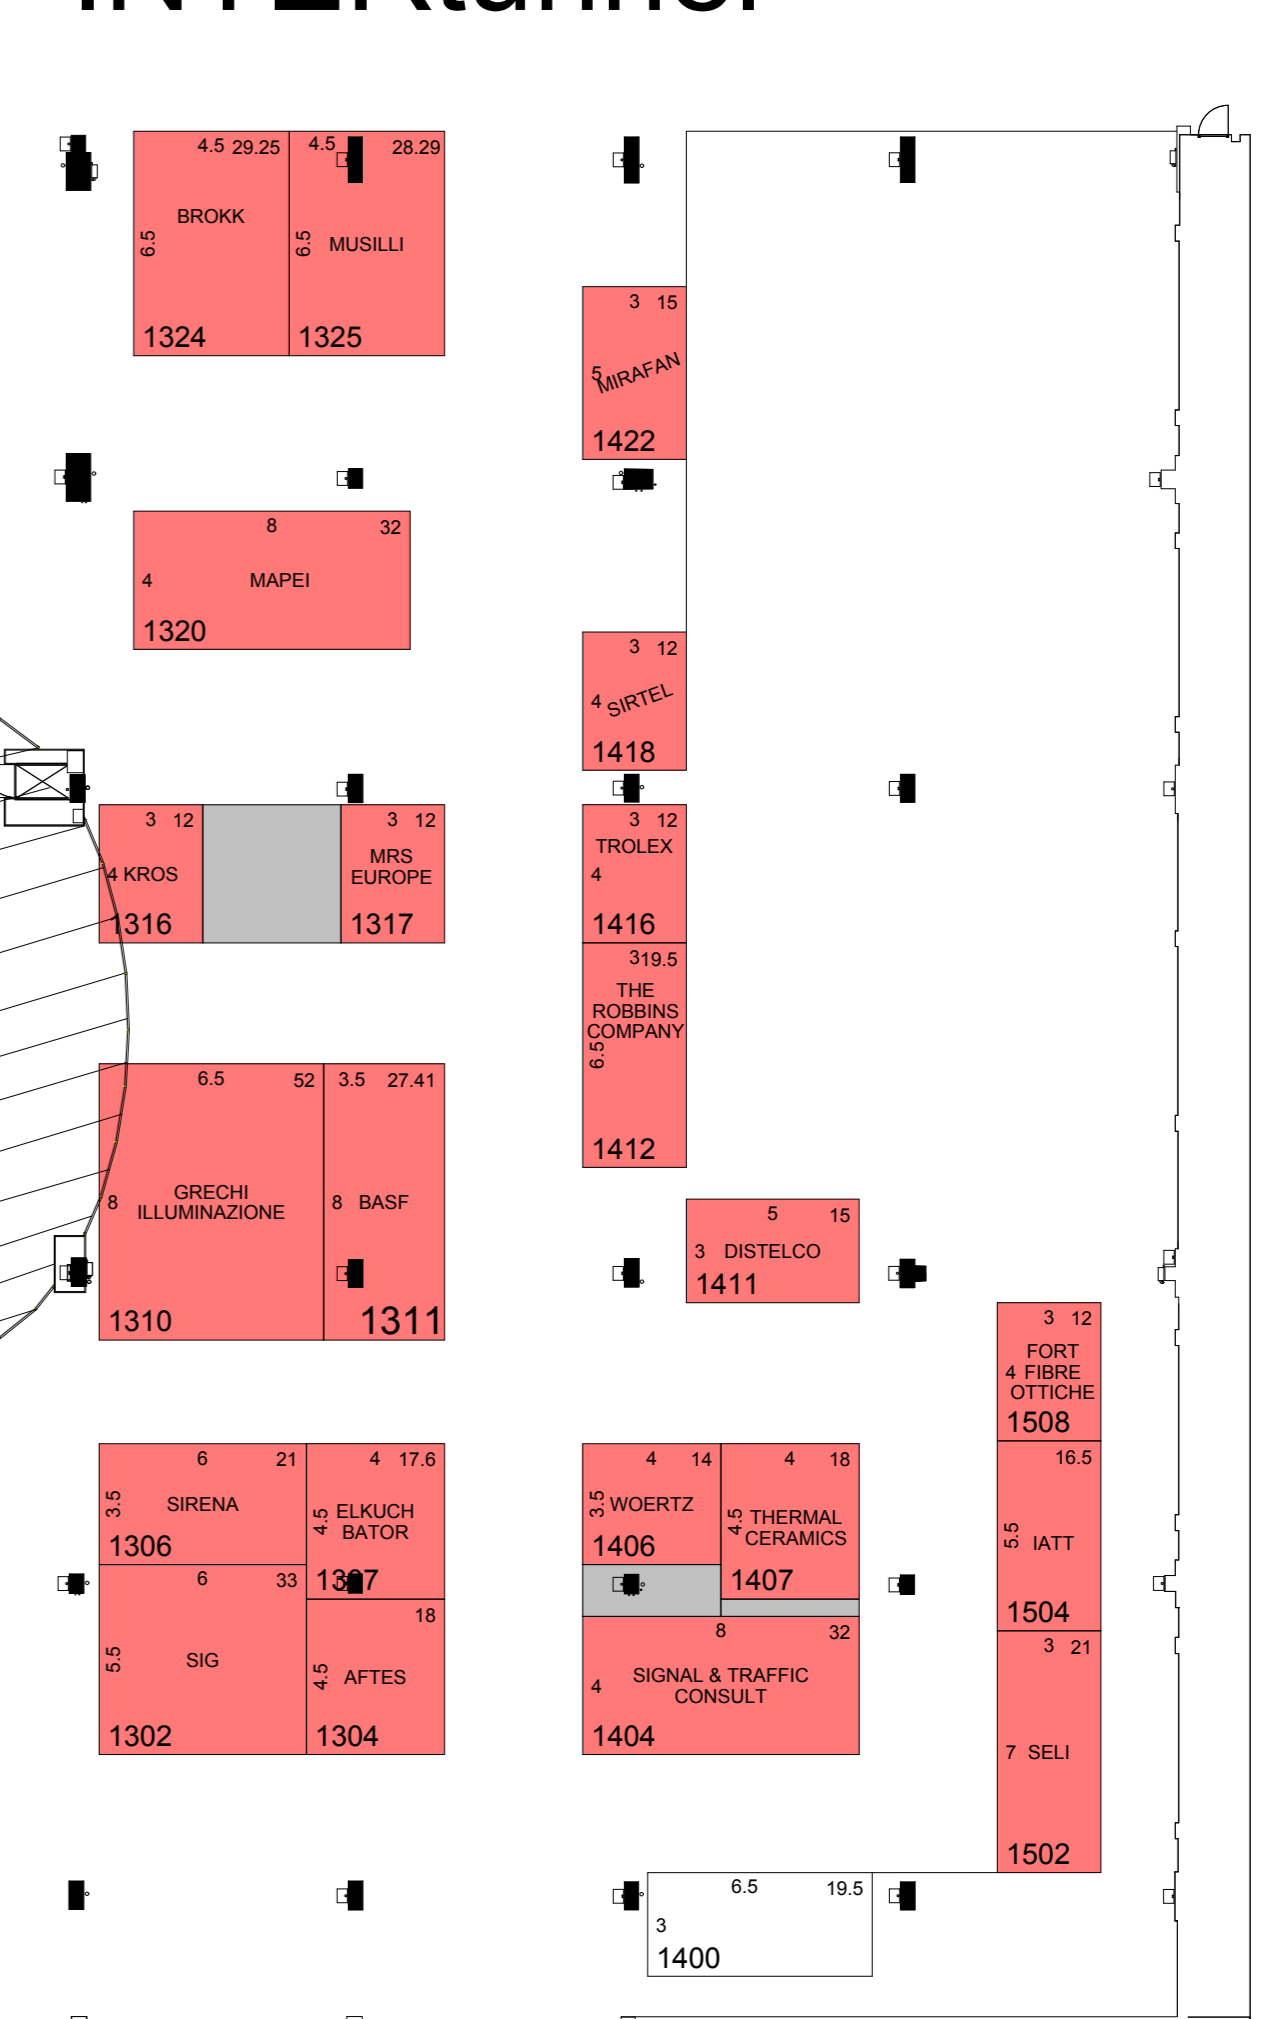 INTERtunnel
4.5 29.25
BROKK
6.5
1324
4.5 28.29
6.5 MUSILLI
1325
3 15
5
MIRAFAN
1422
8 32
4 MAPEI
1320
3 12
4 SIRTEL
1418
3 12
4 KROS
1316
3 12
MRS
EUROPE
1317
3 12
TROLEX
4
1416
3 19.5
THE
ROBBINS
COMPANY
6.5
1412
6.5 52
GRECHI
8 ILLUMINAZIONE
1310
3.5 27.41
8 BASF
1311
5 15
3 DISTELCO
1411
3 12
FORT
4 FIBRE
OTTICHE
1508
6 21
3.5 SIRENA
1306
4 17.6
4.5 ELKUCH
BATOR
1307
4 14
3.5 WOERTZ
1406
4 18
4.5 THERMAL
CERAMICS
1407
16.5
5.5 IATT
1504
6 33
5.5 SIG
1302
18
4.5 AFTES
1304
8 32
SIGNAL & TRAFFIC
4 CONSULT
1404
3 21
7 SELI
1502
6.5 19.5
3
1400